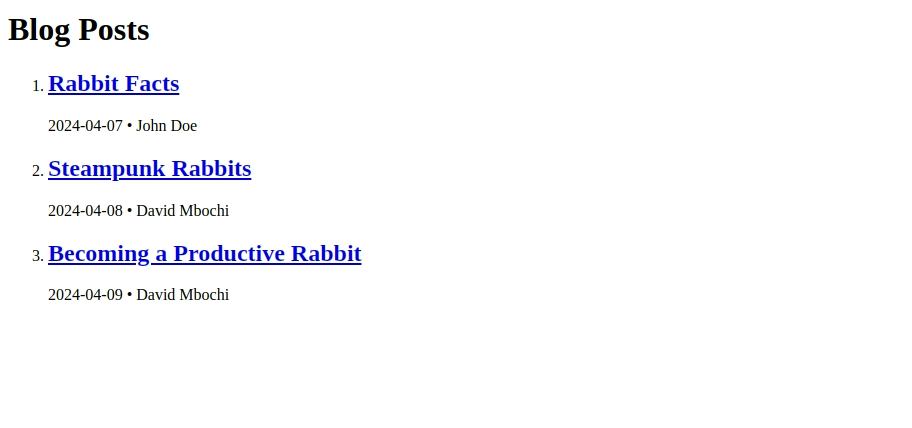 Blog Posts
1. Rabbit Facts
2024-04-07 • John Doe
2. Steampunk Rabbits
2024-04-08 • David Mbochi
3. Becoming a Productive Rabbit
2024-04-09 • David Mbochi